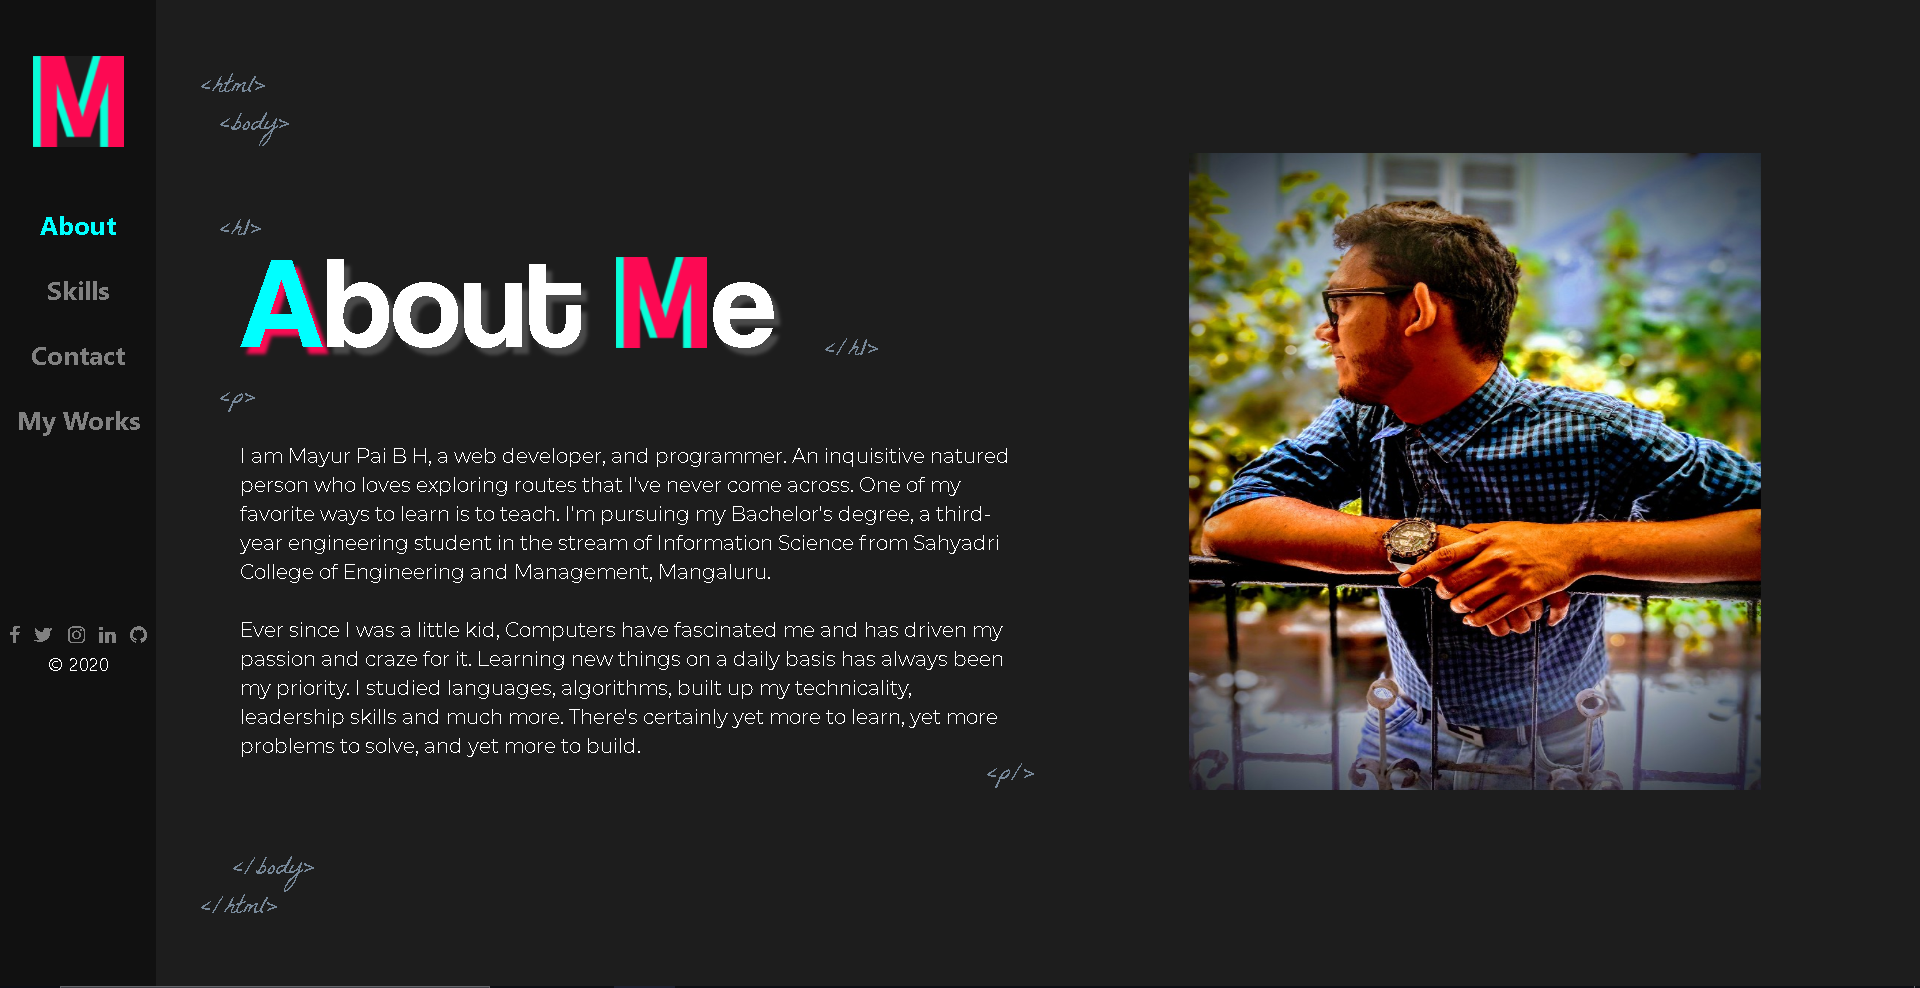 M
About
Skills
Contact
My Works
© 2020
<html>
<body>
<h1>
About Me
</h1>
<p>
I am Mayur Pai B H, a web developer, and programmer. An inquisitive natured
person who loves exploring routes that I've never come across. One of my
favorite ways to learn is to teach. I'm pursuing my Bachelor's degree, a third-
year engineering student in the stream of Information Science from Sahyadri
College of Engineering and Management, Mangaluru.
Ever since I was a little kid, Computers have fascinated me and has driven my
passion and craze for it. Learning new things on a daily basis has always been
my priority. I studied languages, algorithms, built up my technicality,
leadership skills and much more. There's certainly yet more to learn, yet more
problems to solve, and yet more to build.
<p/>
</body>
</html>